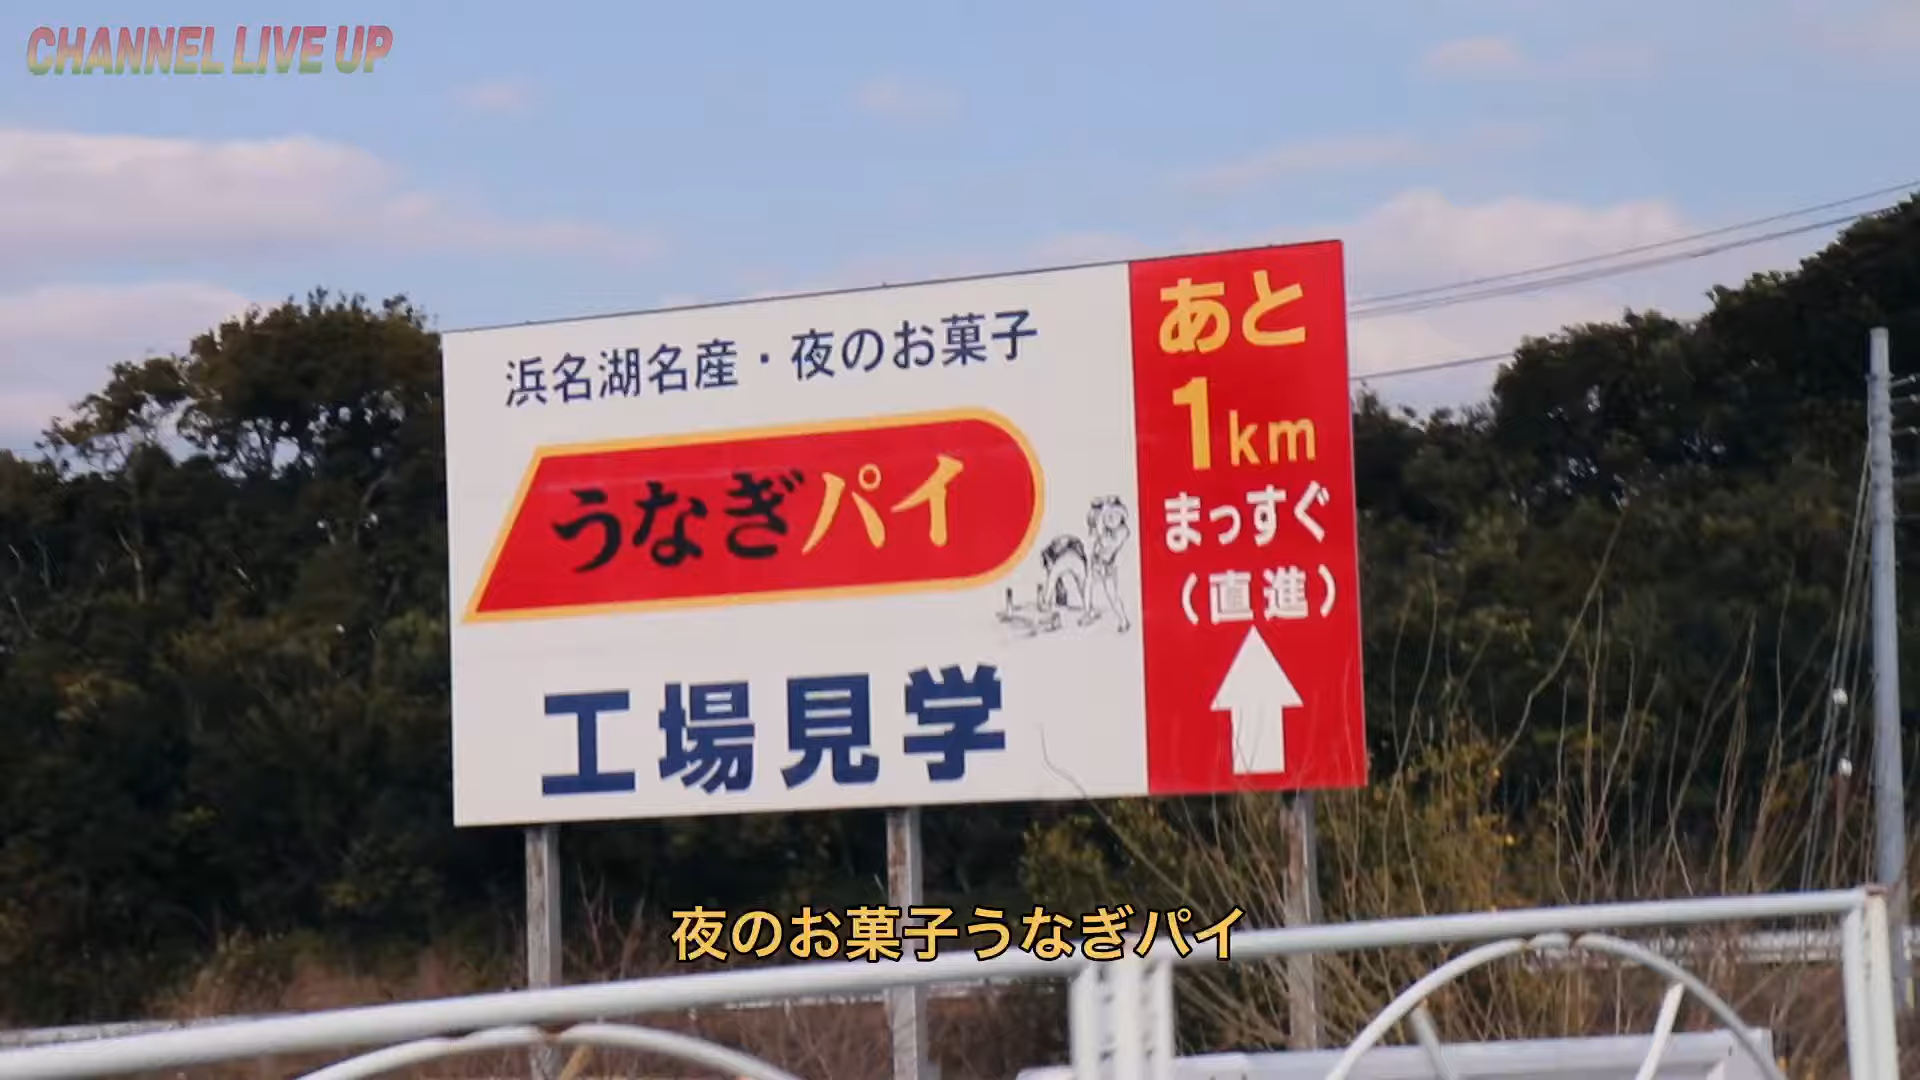 CHANNEL LIVE UP
浜名湖名産・夜のお菓子
うなぎパイ
工場見学
あと
1km
まっすぐ
(直進)
夜のお菓子うなぎパイ